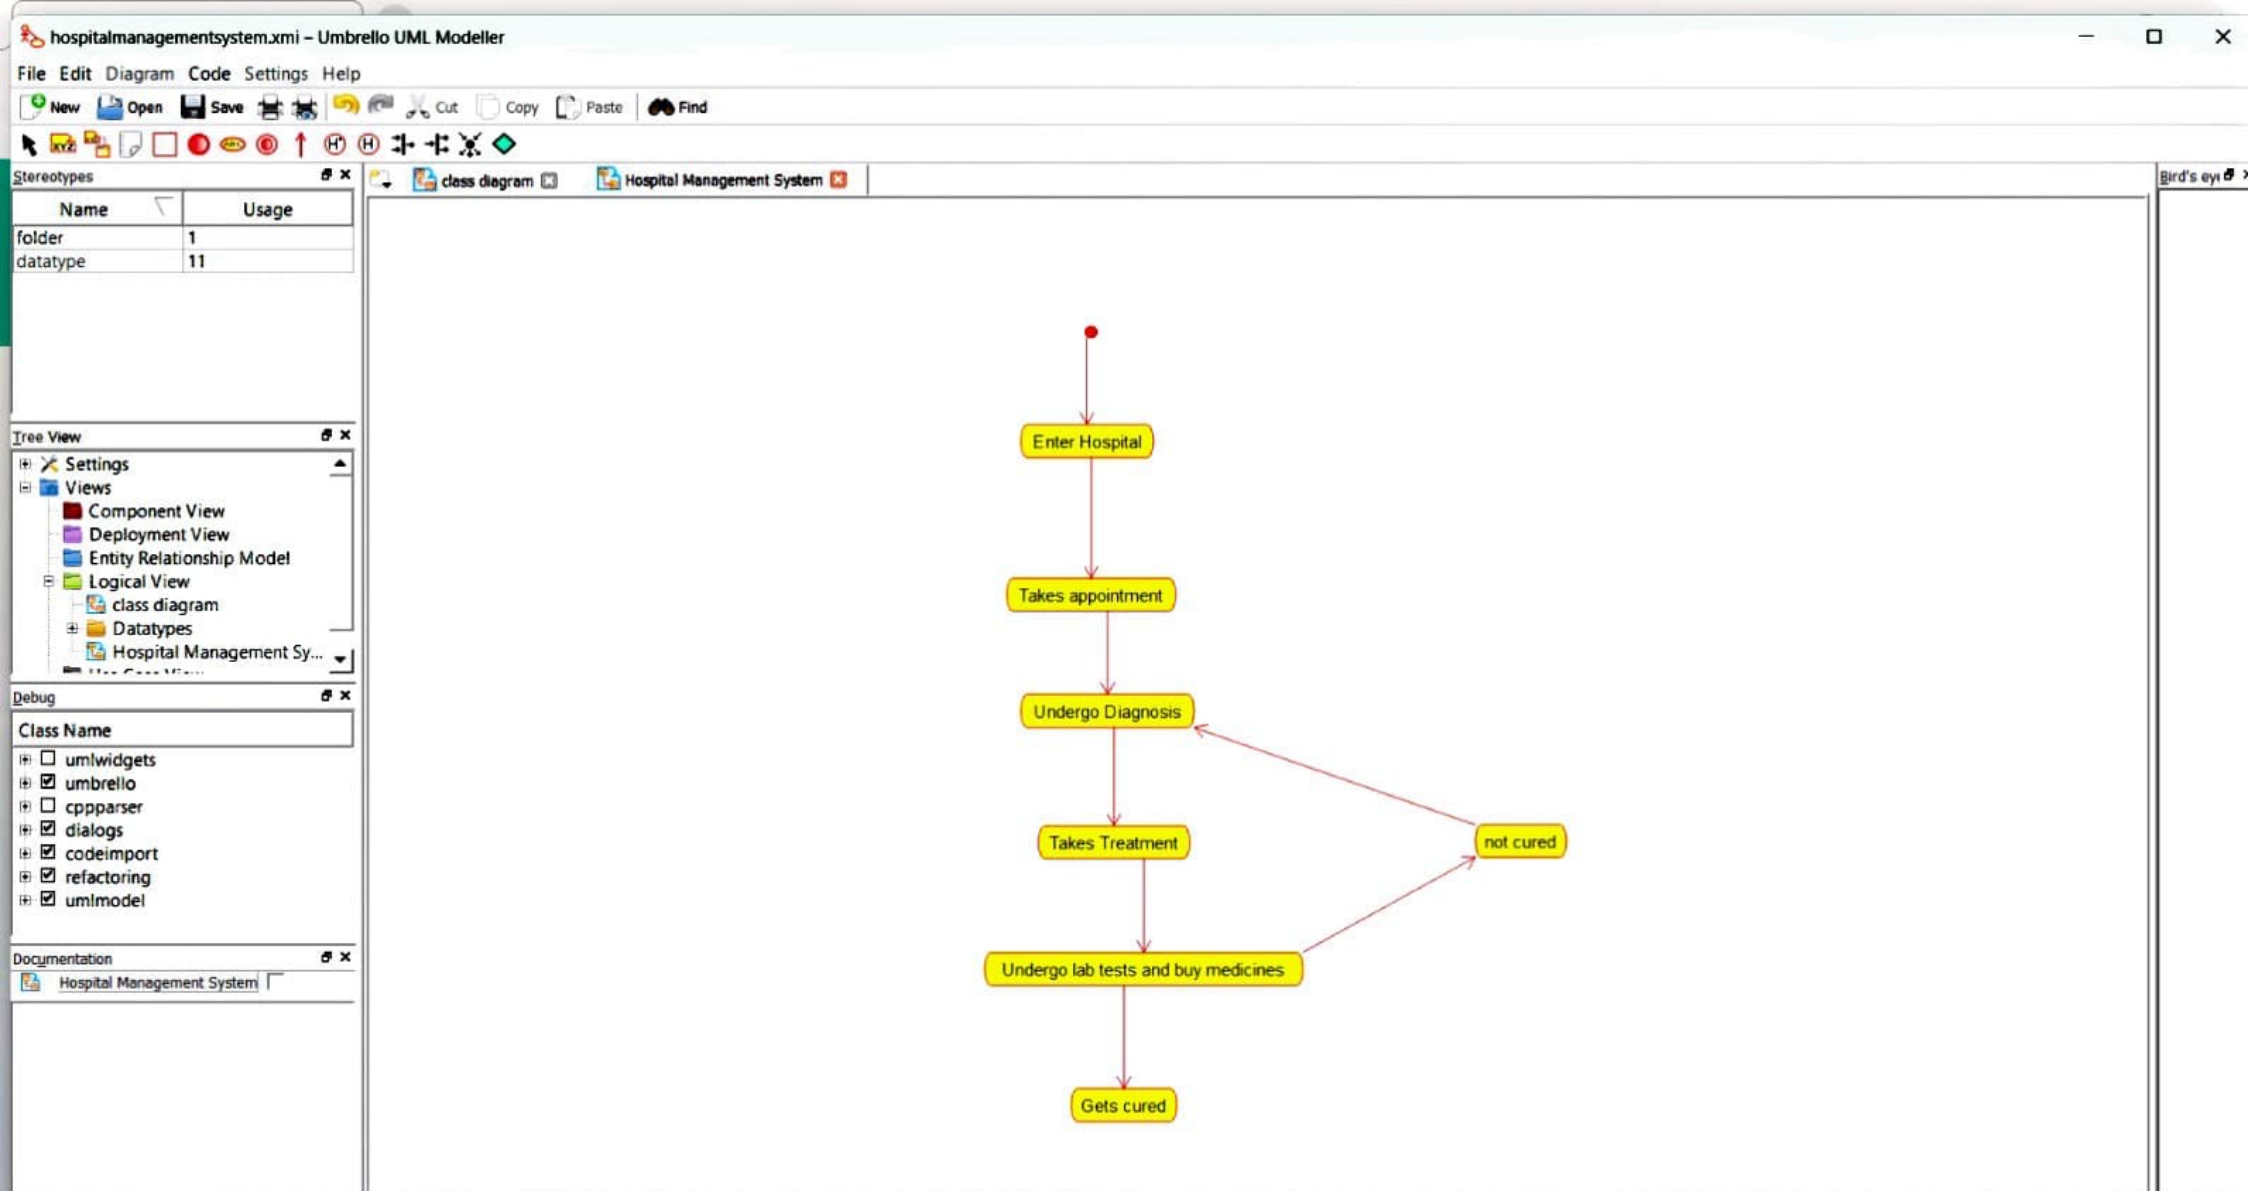 hospitalmanagementsystem.xmi – Umbrello UML Modeller
File Edit Diagram Code Settings Help
New Open Save Cut Copy Paste Find
Stereotypes
Name Usage
folder 1
datatype 11
Tree View
Settings
Views
Component View
Deployment View
Entity Relationship Model
Logical View
class diagram
Datatypes
Hospital Management Sy...
Debug
Class Name
umlwidgets
umbrello
cppparser
dialogs
codeimport
refactoring
umlmodel
Documentation
Hospital Management System
class diagram Hospital Management System
Enter Hospital
Takes appointment
Undergo Diagnosis
Takes Treatment
not cured
Undergo lab tests and buy medicines
Gets cured
Bird's eye